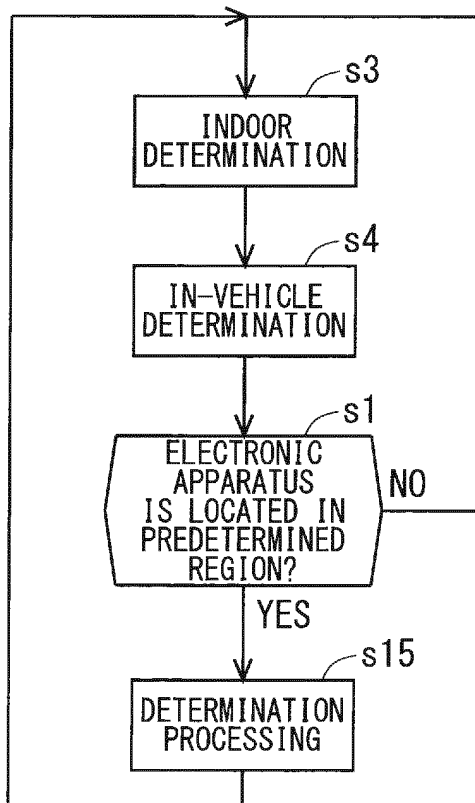 s3
INDOOR
DETERMINATION
s4
IN-VEHICLE
DETERMINATION
s1
ELECTRONIC
APPARATUS
IS LOCATED IN
PREDETERMINED
REGION?
NO
YES
s15
DETERMINATION
PROCESSING